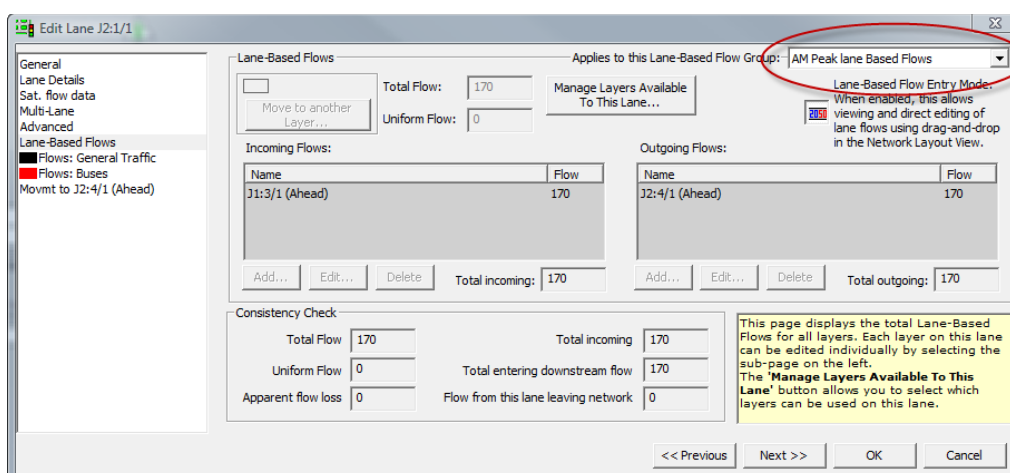 Edit Lane J2:1/1
General
Lane Details
Sat. flow data
Multi-Lane
Advanced
Lane-Based Flows
Flows: General Traffic
Flows: Buses
Movmt to J2:4/1 (Ahead)
Lane-Based Flows
Applies to this Lane-Based Flow Group:
AM Peak lane Based Flows
Move to another
Layer...
Total Flow: 170
Uniform Flow: 0
Manage Layers Available
To This Lane...
2050
Lane-Based Flow Entry Mode:
When enabled, this allows
viewing and direct editing of
lane flows using drag-and-drop
in the Network Layout View.
Incoming Flows:
Name Flow
J1:3/1 (Ahead) 170
Add... Edit... Delete Total incoming: 170
Outgoing Flows:
Name Flow
J2:4/1 (Ahead) 170
Add... Edit... Delete Total outgoing: 170
Consistency Check
Total Flow 170 Total incoming 170
Uniform Flow 0 Total entering downstream flow 170
Apparent flow loss 0 Flow from this lane leaving network 0
This page displays the total Lane-Based
Flows for all layers. Each layer on this lane
can be edited individually by selecting the
sub-page on the left.
The 'Manage Layers Available To This
Lane' button allows you to select which
layers can be used on this lane.
<< Previous Next >> OK Cancel